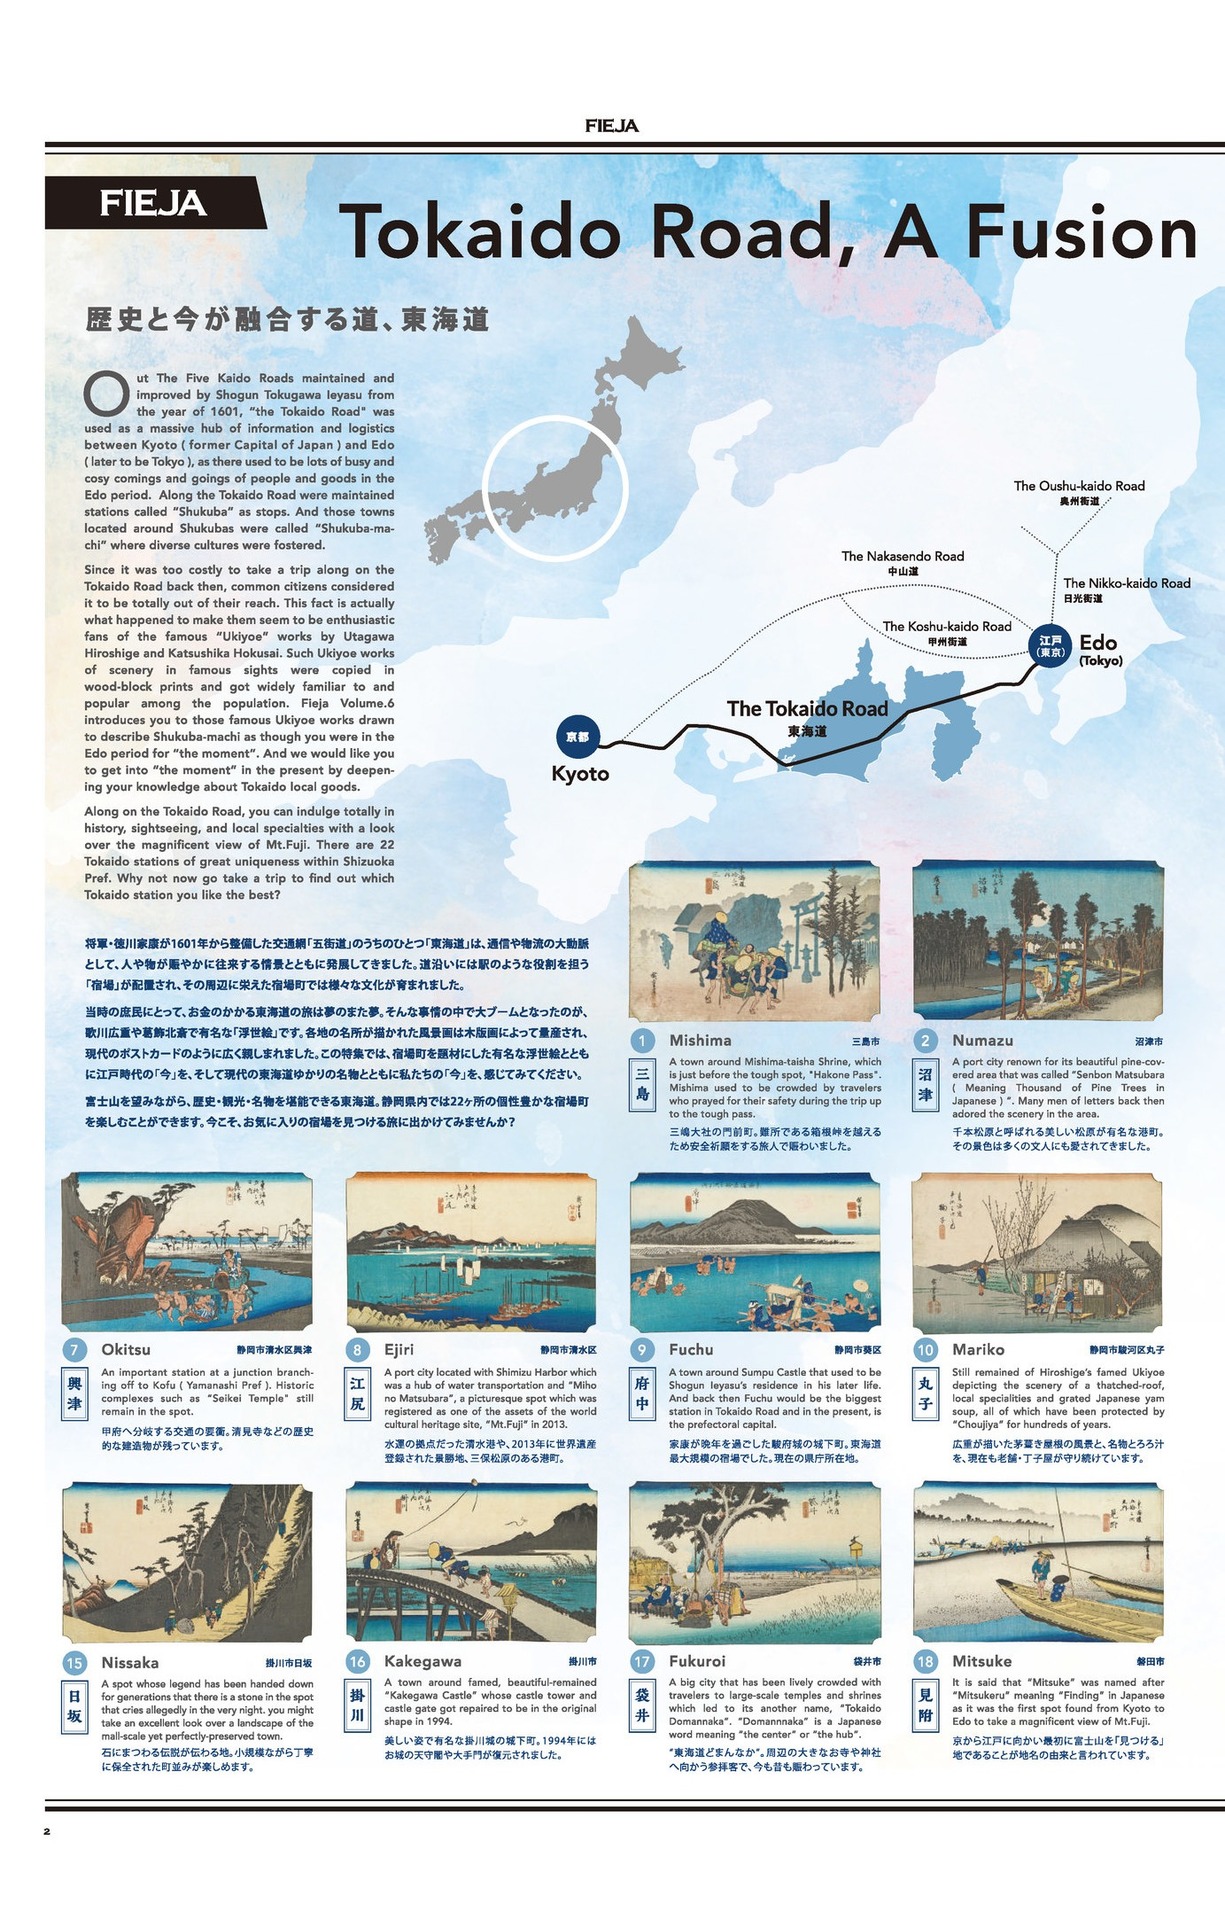 FIEJA
FIEJA
Tokaido Road, A Fusion
歴史と今が融合する道、東海道
Out The Five Kaido Roads maintained and
improved by Shogun Tokugawa Ieyasu from
the year of 1601, “the Tokaido Road" was
used as a massive hub of information and logistics
between Kyoto ( former Capital of Japan ) and Edo
( later to be Tokyo ), as there used to be lots of busy and
cosy comings and goings of people and goods in the
Edo period. Along the Tokaido Road were maintained
stations called “Shukuba” as stops. And those towns
located around Shukubas were called “Shukuba-ma-
chi” where diverse cultures were fostered.
Since it was too costly to take a trip along on the
Tokaido Road back then, common citizens considered
it to be totally out of their reach. This fact is actually
what happened to make them seem to be enthusiastic
fans of the famous “Ukiyoe” works by Utagawa
Hiroshige and Katsushika Hokusai. Such Ukiyoe works
of scenery in famous sights were copied in
wood-block prints and got widely familiar to and
popular among the population. Fieja Volume.6
introduces you to those famous Ukiyoe works drawn
to describe Shukuba-machi as though you were in the
Edo period for “the moment”. And we would like you
to get into “the moment” in the present by deepen-
ing your knowledge about Tokaido local goods.
Along on the Tokaido Road, you can indulge totally in
history, sightseeing, and local specialties with a look
over the magnificent view of Mt.Fuji. There are 22
Tokaido stations of great uniqueness within Shizuoka
Pref. Why not now go take a trip to find out which
Tokaido station you like the best?
将軍・徳川家康が1601年から整備した交通網「五街道」のうちのひとつ「東海道」は、通信や物流の大動脈
として、人や物が賑やかに往来する情景とともに発展してきました。道沿いには駅のような役割を担う
「宿場」が配置され、その周辺に栄えた宿場町では様々な文化が育まれました。
当時の庶民にとって、お金のかかる東海道の旅は夢のまた夢。そんな事情の中で大ブームとなったのが、
歌川広重や葛飾北斎で有名な「浮世絵」です。各地の名所が描かれた風景画は木版画によって量産され、
現代のポストカードのように広く親しまれました。この特集では、宿場町を題材にした有名な浮世絵ととも
に江戸時代の「今」を、そして現代の東海道ゆかりの名物とともに私たちの「今」を、感じてみてください。
富士山を望みながら、歴史・観光・名物を堪能できる東海道。静岡県内では22ヶ所の個性豊かな宿場町
を楽しむことができます。今こそ、お気に入りの宿場を見つける旅に出かけてみませんか?
The Oushu-kaido Road
奥州街道
The Nakasendo Road
中山道
The Nikko-kaido Road
日光街道
The Koshu-kaido Road
甲州街道
江戸
(東京)
Edo
(Tokyo)
The Tokaido Road
東海道
京都
Kyoto
1 Mishima 三島市
三島
A town around Mishima-taisha Shrine, which
is just before the tough spot, "Hakone Pass".
Mishima used to be crowded by travelers
who prayed for their safety during the trip up
to the tough pass.
三嶋大社の門前町。難所である箱根峠を越える
ため安全祈願をする旅人で賑わいました。
2 Numazu 沼津市
沼津
A port city renown for its beautiful pine-cov-
ered area that was called “Senbon Matsubara
( Meaning Thousand of Pine Trees in
Japanese ) ”. Many men of letters back then
adored the scenery in the area.
千本松原と呼ばれる美しい松原が有名な港町。
その景色は多くの文人にも愛されてきました。
7 Okitsu 静岡市清水区興津
興津
An important station at a junction branch-
ing off to Kofu ( Yamanashi Pref ). Historic
complexes such as “Seikei Temple" still
remain in the spot.
甲府へ分岐する交通の要衝。清見寺などの歴史
的な建造物が残っています。
8 Ejiri 静岡市清水区
江尻
A port city located with Shimizu Harbor which
was a hub of water transportation and “Miho
no Matsubara”, a picturesque spot which was
registered as one of the assets of the world
cultural heritage site, “Mt.Fuji” in 2013.
水運の拠点だった清水港や、2013年に世界遺産
登録された景勝地、三保松原のある港町。
9 Fuchu 静岡市葵区
府中
A town around Sumpu Castle that used to be
Shogun Ieyasu’s residence in his later life.
And back then Fuchu would be the biggest
station in Tokaido Road and in the present, is
the prefectoral capital.
家康が晩年を過ごした駿府城の城下町。東海道
最大規模の宿場でした。現在の県庁所在地。
10 Mariko 静岡市駿河区丸子
丸子
Still remained of Hiroshige’s famed Ukiyoe
depicting the scenery of a thatched-roof,
local specialities and grated Japanese yam
soup, all of which have been protected by
“Choujiya” for hundreds of years.
広重が描いた茅葺き屋根の風景と、名物とろろ汁
を、現在も老舗・丁子屋が守り続けています。
15 Nissaka 掛川市日坂
日坂
A spot whose legend has been handed down
for generations that there is a stone in the spot
that cries allegedly in the very night. you might
take an excellent look over a landscape of the
mall-scale yet perfectly-preserved town.
石にまつわる伝説が伝わる地。小規模ながら丁寧
に保全された町並みが楽しめます。
16 Kakegawa 掛川市
掛川
A town around famed, beautiful-remained
“Kakegawa Castle” whose castle tower and
castle gate got repaired to be in the original
shape in 1994.
美しい姿で有名な掛川城の城下町。1994年には
お城の天守閣や大手門が復元されました。
17 Fukuroi 袋井市
袋井
A big city that has been lively crowded with
travelers to large-scale temples and shrines
which led to its another name, “Tokaido
Domannaka”. “Domannnaka” is a Japanese
word meaning “the center” or “the hub”.
“東海道どまんなか”。周辺の大きなお寺や神社
へ向かう参拝客で、今も昔も賑わっています。
18 Mitsuke 磐田市
見附
It is said that “Mitsuke” was named after
“Mitsukeru” meaning “Finding” in Japanese
as it was the first spot found from Kyoto to
Edo to take a magnificent view of Mt.Fuji.
京から江戸に向かい最初に富士山を「見つける」
地であることが地名の由来と言われています。
2